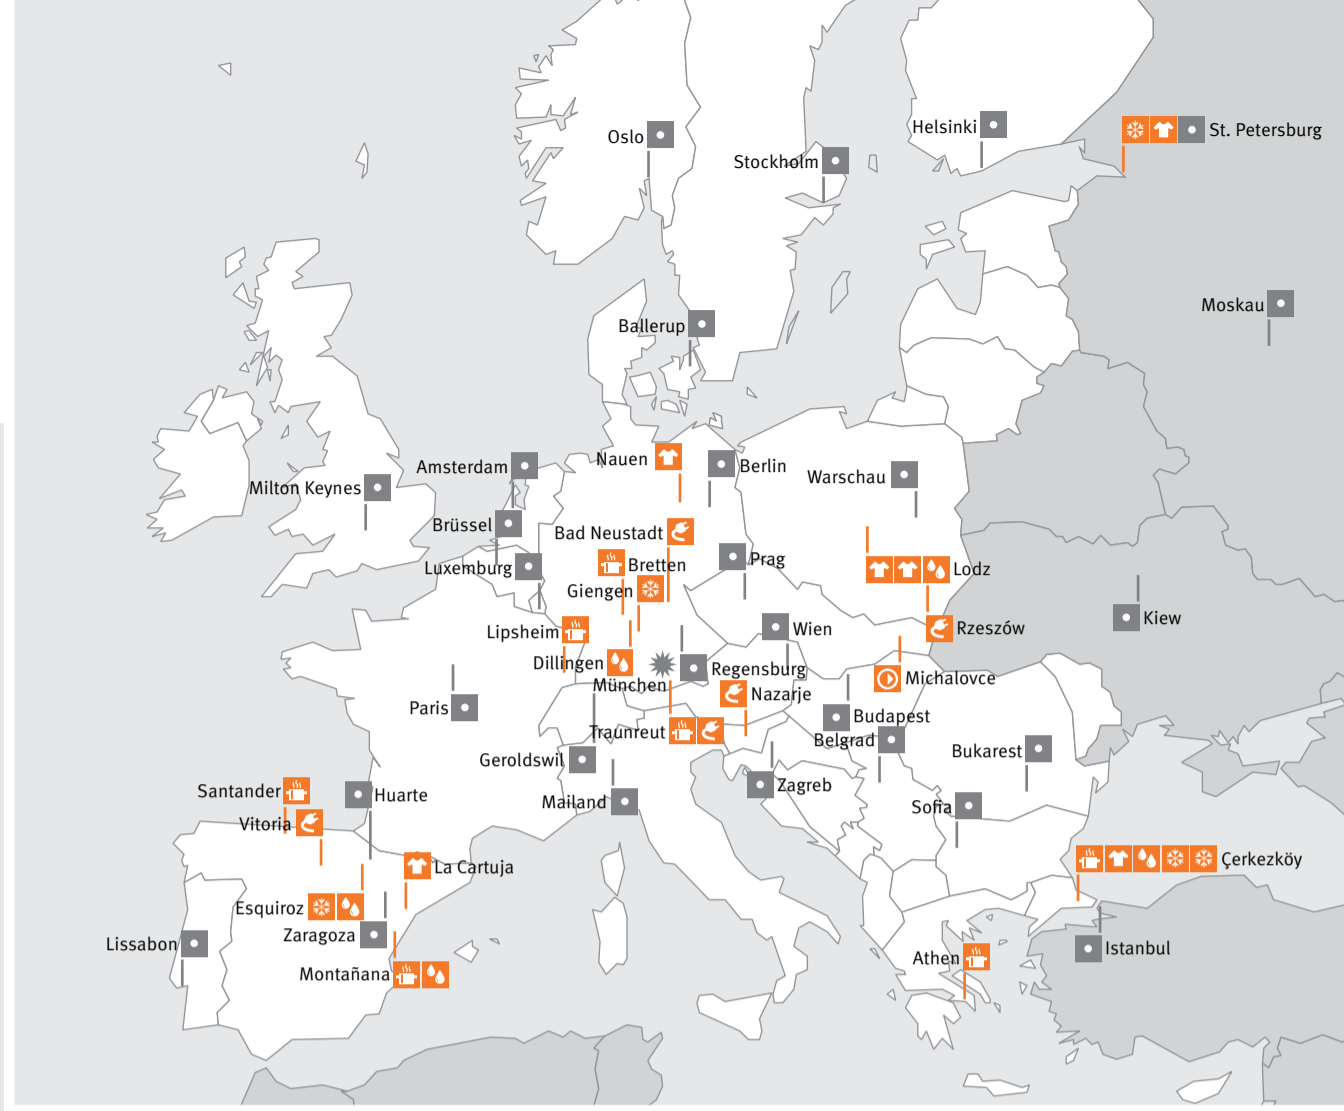 Helsinki
St. Petersburg
Oslo
Stockholm
Moskau
Ballerup
Nauen
Berlin
Amsterdam
Warschau
Milton Keynes
Brüssel
Bad Neustadt
Luxemburg
Bretten
Prag
Lodz
Giengen
Kiew
Lipsheim
Wien
Rzeszów
Dillingen
Regensburg
Michalovce
München
Nazarje
Paris
Budapest
Traunreut
Belgrad
Bukarest
Geroldswil
Zagreb
Santander
Huarte
Mailand
Sofia
Vitoria
Çerkezköy
La Cartuja
Esquiroz
Zaragoza
Lissabon
Istanbul
Athen
Montañana